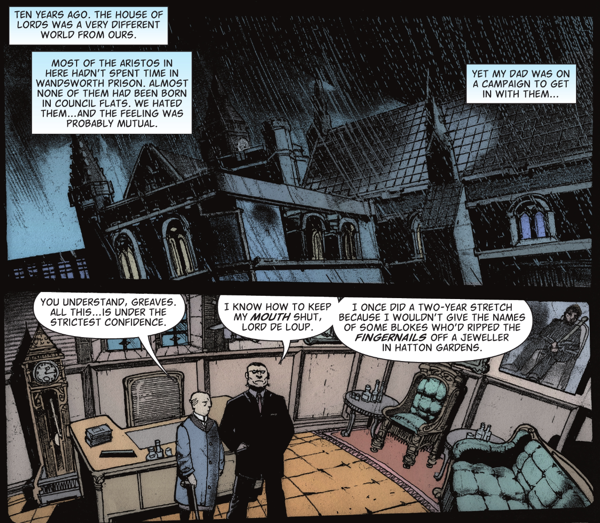 TEN YEARS AGO. THE HOUSE OF
LORDS WAS A VERY DIFFERENT
WORLD FROM OURS.
MOST OF THE ARISTOS IN
HERE HADN'T SPENT TIME IN
WANDSWORTH PRISON. ALMOST
NONE OF THEM HAD BEEN BORN
IN COUNCIL FLATS. WE HATED
THEM...AND THE FEELING WAS
PROBABLY MUTUAL.
YET MY DAD WAS ON
A CAMPAIGN TO GET
IN WITH THEM...
YOU UNDERSTAND, GREAVES.
ALL THIS...IS UNDER THE
STRICTEST CONFIDENCE.
I KNOW HOW TO KEEP
MY MOUTH SHUT,
LORD DE LOUP.
I ONCE DID A TWO-YEAR STRETCH
BECAUSE I WOULDN'T GIVE THE NAMES
OF SOME BLOKES WHO'D RIPPED THE
FINGERNAILS OFF A JEWELLER
IN HATTON GARDENS.